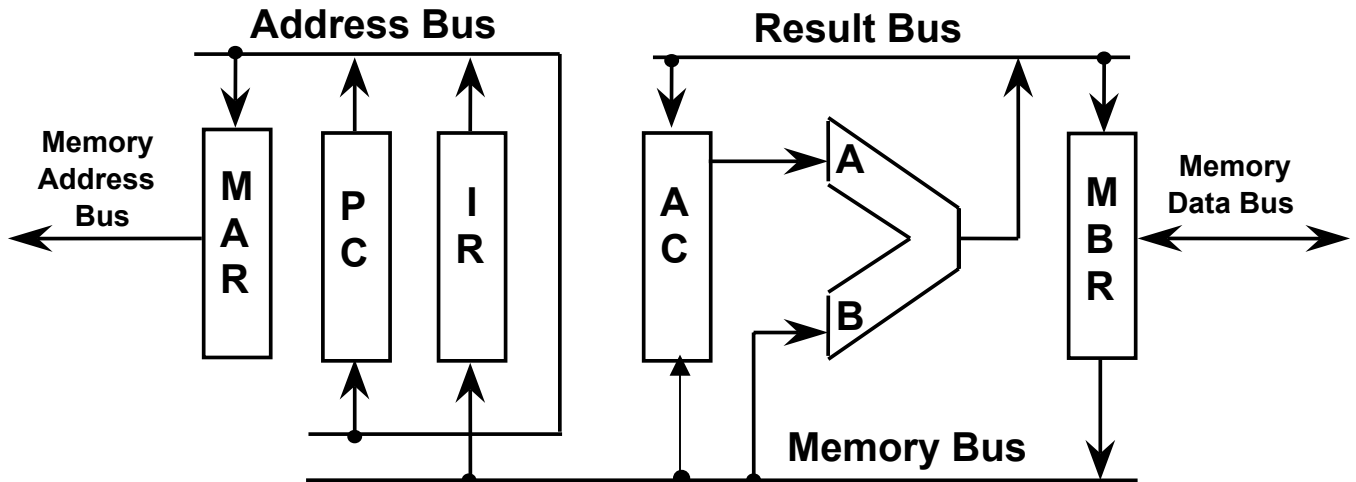 Address Bus
Result Bus
Memory
Address
Bus
M
A
R
P
C
I
R
A
C
A
B
M
B
R
Memory
Data Bus
Memory Bus